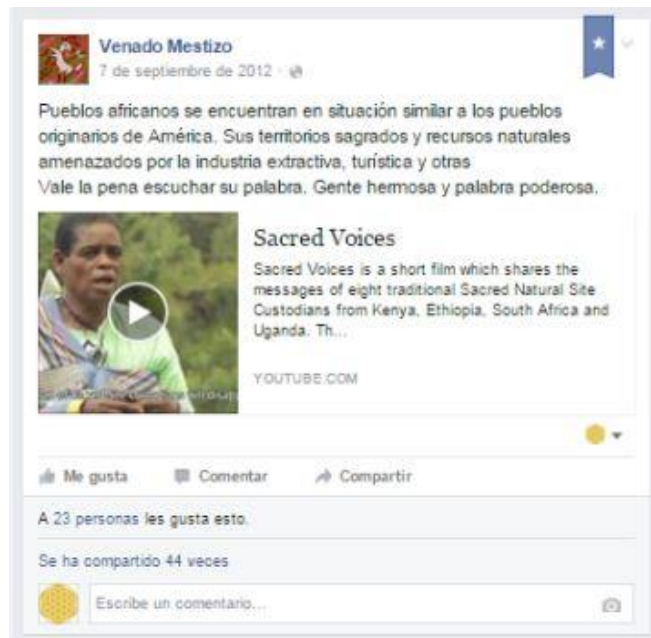 Venado Mestizo
7 de septiembre de 2012 ·
Pueblos africanos se encuentran en situación similar a los pueblos
originarios de América. Sus territorios sagrados y recursos naturales
amenazados por la industria extractiva, turística y otras
Vale la pena escuchar su palabra. Gente hermosa y palabra poderosa.
Sacred Voices
Sacred Voices is a short film which shares the
messages of eight traditional Sacred Natural Site
Custodians from Kenya, Ethiopia, South Africa and
Uganda. Th...
YOUTUBE.COM
Me gusta Comentar Compartir
A 23 personas les gusta esto.
Se ha compartido 44 veces
Escribe un comentario...